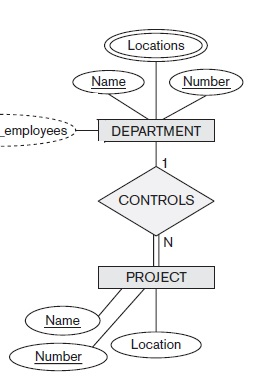 Locations
Name
Number
_employees
DEPARTMENT
1
CONTROLS
N
PROJECT
Name
Number
Location